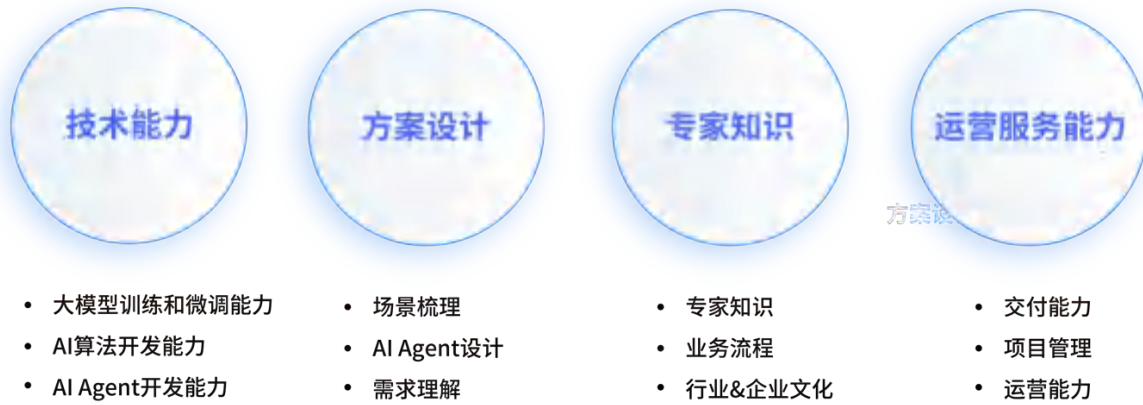 技术能力
方案设计
专家知识
运营服务能力
方案设
• 大模型训练和微调能力
• AI算法开发能力
• AI Agent开发能力
• 场景梳理
• AI Agent设计
• 需求理解
• 专家知识
• 业务流程
• 行业&企业文化
• 交付能力
• 项目管理
• 运营能力